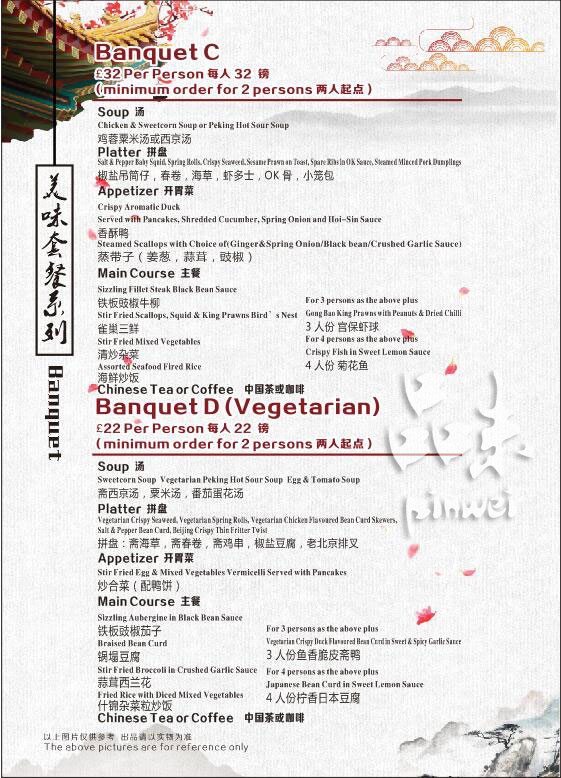 Banquet C
£32 Per Person 每人 32 镑
(minimum order for 2 persons 两人起点)
Soup 汤
Chicken & Sweetcorn Soup or Peking Hot Sour Soup
鸡蓉粟米汤或西京汤
Platter 拼盘
Salt & Pepper Baby Squid, Spring Rolls, Crispy Seaweed, Sesame Prawn on Toast, Spare Ribs in OK Sauce, Steamed Minced Pork Dumplings
椒盐吊筒仔，春卷，海草，虾多士，OK 骨，小笼包
Appetizer 开胃菜
Crispy Aromatic Duck
Served with Pancakes, Shredded Cucumber, Spring Onion and Hoi-Sin Sauce
香酥鸭
Steamed Scallops with Choice of(Ginger&Spring Onion/Black bean/Crushed Garlic Sauce)
蒸带子（姜葱，蒜茸，豉椒）
Main Course 主餐
Sizzling Fillet Steak Black Bean Sauce
铁板豉椒牛柳
Stir Fried Scallops, Squid & King Prawns Bird's Nest
雀巢三鲜
Stir Fried Mixed Vegetables
清炒杂菜
Assorted Seafood Fired Rice
海鲜炒饭
For 3 persons as the above plus
Gong Bao King Prawns with Peanuts & Dried Chilli
3 人份 宫保虾球
For 4 persons as the above plus
Crispy Fish in Sweet Lemon Sauce
4 人份 菊花鱼
Chinese Tea or Coffee 中国茶或咖啡
Banquet D (Vegetarian)
£22 Per Person 每人 22 镑
(minimum order for 2 persons 两人起点)
Soup 汤
Sweetcorn Soup Vegetarian Peking Hot Sour Soup Egg & Tomato Soup
斋西京汤，粟米汤，番茄蛋花汤
Platter 拼盘
Vegetarian Crispy Seaweed, Vegetarian Spring Rolls, Vegetarian Chicken Flavoured Bean Curd Skewers,
Salt & Pepper Bean Curd, Beijing Crispy Thin Fritter Twist
拼盘：斋海草，斋春卷，斋鸡串，椒盐豆腐，老北京排叉
Appetizer 开胃菜
Stir Fried Egg & Mixed Vegetables Vermicelli Served with Pancakes
炒合菜（配鸭饼）
Main Course 主餐
Sizzling Aubergine in Black Bean Sauce
铁板豉椒茄子
Braised Bean Curd
锅塌豆腐
Stir Fried Broccoli in Crushed Garlic Sauce
蒜茸西兰花
Fried Rice with Diced Mixed Vegetables
什锦杂菜粒炒饭
For 3 persons as the above plus
Vegetarian Crispy Duck Flavoured Bean Curd in Sweet & Spicy Garlic Sauce
3 人份鱼香脆皮斋鸭
For 4 persons as the above plus
Japanese Bean Curd in Sweet Lemon Sauce
4 人份柠香日本豆腐
Chinese Tea or Coffee 中国茶或咖啡
以上图片仅供参考 出品请以实物为准
The above pictures are for reference only
美味套餐系列
Banquet
品味
pinwei